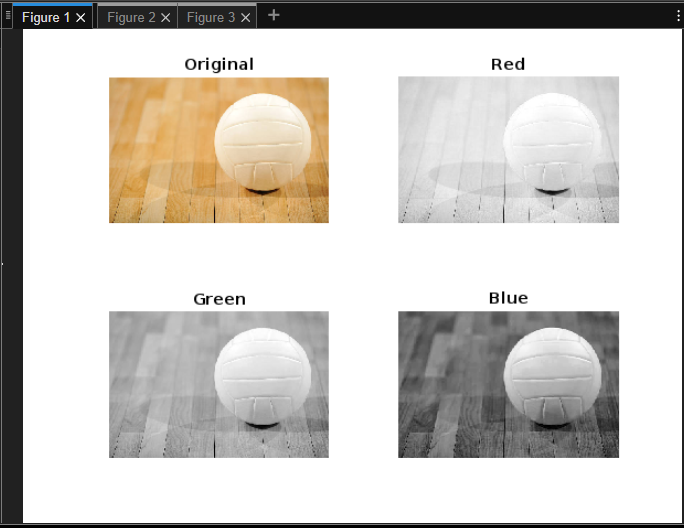 Figure 1 × Figure 2 × Figure 3 × +
Original
Red
Green
Blue